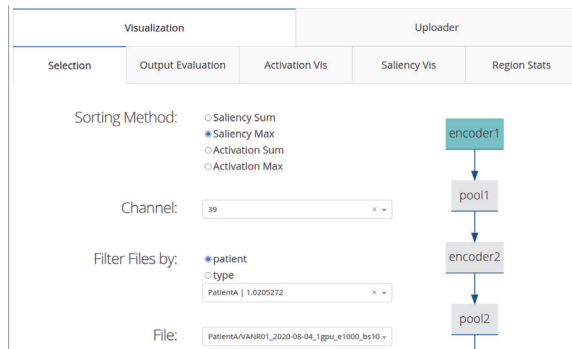 Visualization Uploader
Selection Output Evaluation Activation Vis Saliency Vis Region Stats
Sorting Method:
Saliency Sum
Saliency Max
Activation Sum
Activation Max
Channel:
39
Filter Files by:
patient
type
PatientA | 1.0205272
File:
PatientA/VANR01_2020-08-04_1gpu_e1000_bs10..
encoder1
pool1
encoder2
pool2